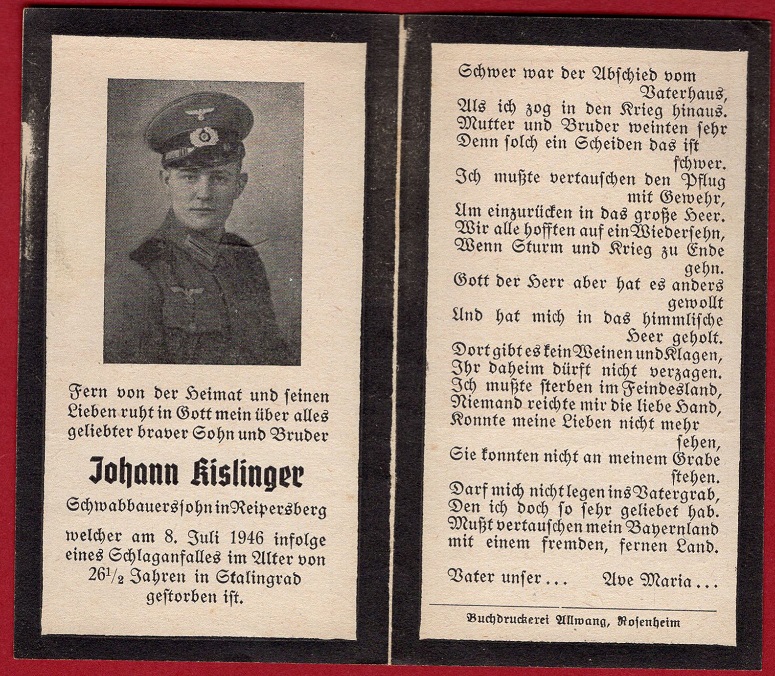 Fern von der Heimat und seinen
Lieben ruht in Gott mein über alles
geliebter braver Sohn und Bruder
Johann Kislinger
Schwabbauerssohn in Reipersberg
welcher am 8. Juli 1946 infolge
eines Schlaganfalles im Alter von
26 1/2 Jahren in Stalingrad
gestorben ist.
Schwer war der Abschied vom
Vaterhaus,
Als ich zog in den Krieg hinaus.
Mutter und Bruder weinten sehr
Denn solch ein Scheiden das ist
schwer.
Ich mußte vertauschen den Pflug
mit Gewehr,
Um einzurücken in das große Heer.
Wir alle hofften auf ein Wiedersehn,
Wenn Sturm und Krieg zu Ende
gehn.
Gott der Herr aber hat es anders
gewollt
Und hat mich in das himmlische
Heer geholt.
Dort gibt es kein Weinen und Klagen,
Ihr daheim dürft nicht verzagen.
Ich mußte sterben im Feindesland,
Niemand reichte mir die liebe Hand,
Konnte meine Lieben nicht mehr
sehen,
Sie konnten nicht an meinem Grabe
stehen.
Darf mich nicht legen ins Vatergrab,
Den ich doch so sehr geliebet hab.
Mußt vertauschen mein Bayernland
mit einem fremden, fernen Land.
Vater unser... Ave Maria...
Buchdruckerei Allwang, Rosenheim